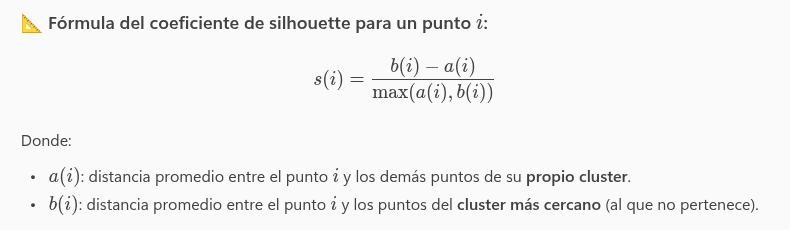 📐 Fórmula del coeficiente de silhouette para un punto i:
s(i) = \frac{b(i) - a(i)}{\max(a(i), b(i))}
Donde:
• a(i): distancia promedio entre el punto i y los demás puntos de su propio cluster.
• b(i): distancia promedio entre el punto i y los puntos del cluster más cercano (al que no pertenece).